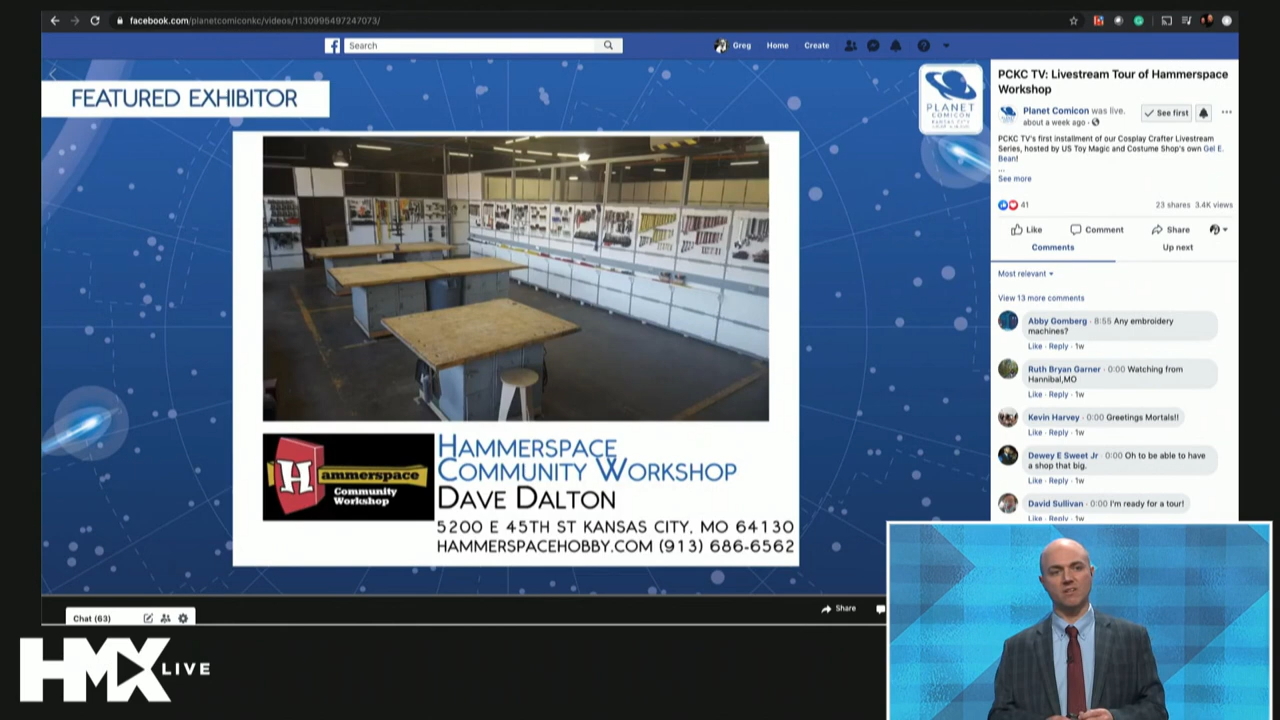 facebook.com/planetcomiconkc/videos/1130995497247073/
Search
Greg
Home
Create
FEATURED EXHIBITOR
PLANET
COMICON
KANSAS CITY
Hammerspace
Community
Workshop
HAMMERSPACE
COMMUNITY WORKSHOP
DAVE DALTON
5200 E 45TH ST KANSAS CITY, MO 64130
HAMMERSPACEHOBBY.COM (913) 686-6562
PCKC TV: Livestream Tour of Hammerspace
Workshop
Planet Comicon was live.
about a week ago ·
See first
PCKC TV's first installment of our Cosplay Crafter Livestream
Series, hosted by US Toy Magic and Costume Shop's own Gel E.
Bean!
...
See more
41
23 shares 3.4K views
Like
Comment
Share
Comments
Up next
Most relevant
View 13 more comments
Abby Gomberg · 8:55 Any embroidery
machines?
Like · Reply · 1w
Ruth Bryan Garner · 0:00 Watching from
Hannibal,MO
Like · Reply · 1w
Kevin Harvey · 0:00 Greetings Mortals!!
Like · Reply · 1w
Dewey E Sweet Jr · 0:00 Oh to be able to have
a shop that big.
Like · Reply · 1w
David Sullivan · 0:00 I'm ready for a tour!
Like · Reply · 1w
Chat (63)
Share
HMX LIVE